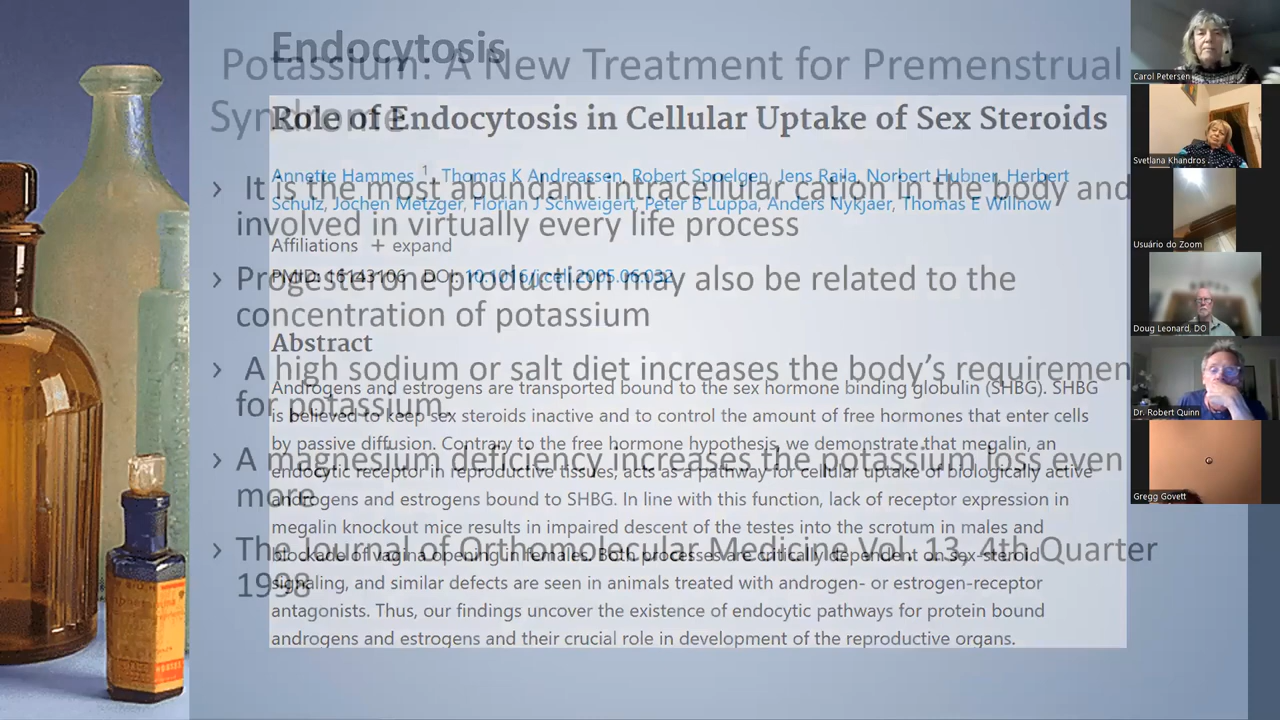 Endocytosis
Potassium: A New Treatment for Premenstrual
Syndrome
Role of Endocytosis in Cellular Uptake of Sex Steroids
Annette Hammes 1, Thomas K Andreassen, Robert Spoelgen, Jens Raila, Norbert Hubner, Herbert
Schulz, Jochen Metzger, Florian J Schweigert, Peter B Luppa, Anders Nykjaer, Thomas E Willnow
› It is the most abundant intracellular cation in the body and
involved in virtually every life process
Affiliations + expand
PMID: 16143106 DOI: 10.1016/j.cell.2005.06.032
› Progesterone production may also be related to the
concentration of potassium
Abstract
› A high sodium or salt diet increases the body’s requiremen
for potassium.
Androgens and estrogens are transported bound to the sex hormone binding globulin (SHBG). SHBG
is believed to keep sex steroids inactive and to control the amount of free hormones that enter cells
by passive diffusion. Contrary to the free hormone hypothesis, we demonstrate that megalin, an
endocytic receptor in reproductive tissues, acts as a pathway for cellular uptake of biologically active
androgens and estrogens bound to SHBG. In line with this function, lack of receptor expression in
megalin knockout mice results in impaired descent of the testes into the scrotum in males and
blockade of vagina opening in females. Both processes are critically dependent on sex-steroid
signaling, and similar defects are seen in animals treated with androgen- or estrogen-receptor
antagonists. Thus, our findings uncover the existence of endocytic pathways for protein bound
androgens and estrogens and their crucial role in development of the reproductive organs.
› A magnesium deficiency increases the potassium loss even
more
› The Journal of Orthomolecular Medicine Vol. 13, 4th Quarter
1998
Carol Petersen
Svetlana Khandros
Usuário do Zoom
Doug Leonard, DO
Dr. Robert Quinn
Gregg Govett